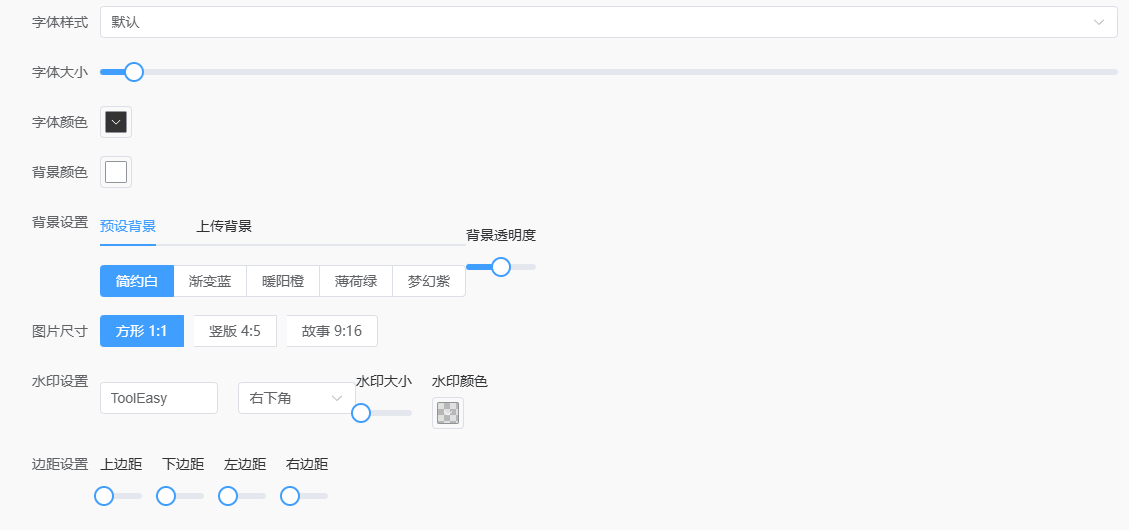 字体样式 默认
字体大小
字体颜色
背景颜色
背景设置 预设背景 上传背景 背景透明度
简约白 渐变蓝 暖阳橙 薄荷绿 梦幻紫
图片尺寸 方形 1:1 竖版 4:5 故事 9:16
水印设置 ToolEasy 右下角 水印大小 水印颜色
边距设置 上边距 下边距 左边距 右边距